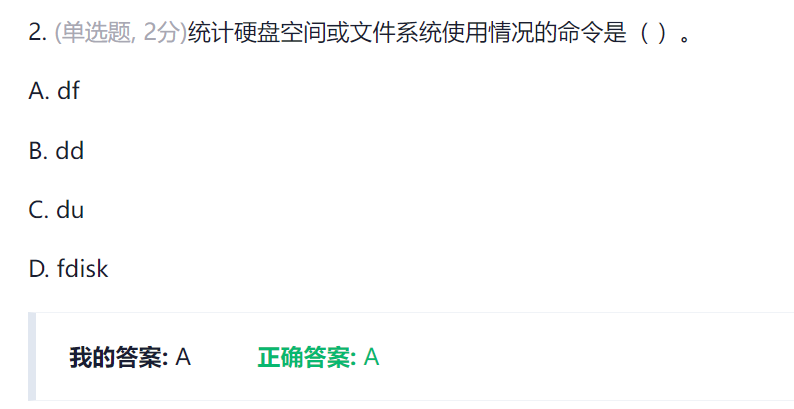 2. (单选题, 2分)统计硬盘空间或文件系统使用情况的命令是（ ）。
A. df
B. dd
C. du
D. fdisk
我的答案: A 正确答案: A